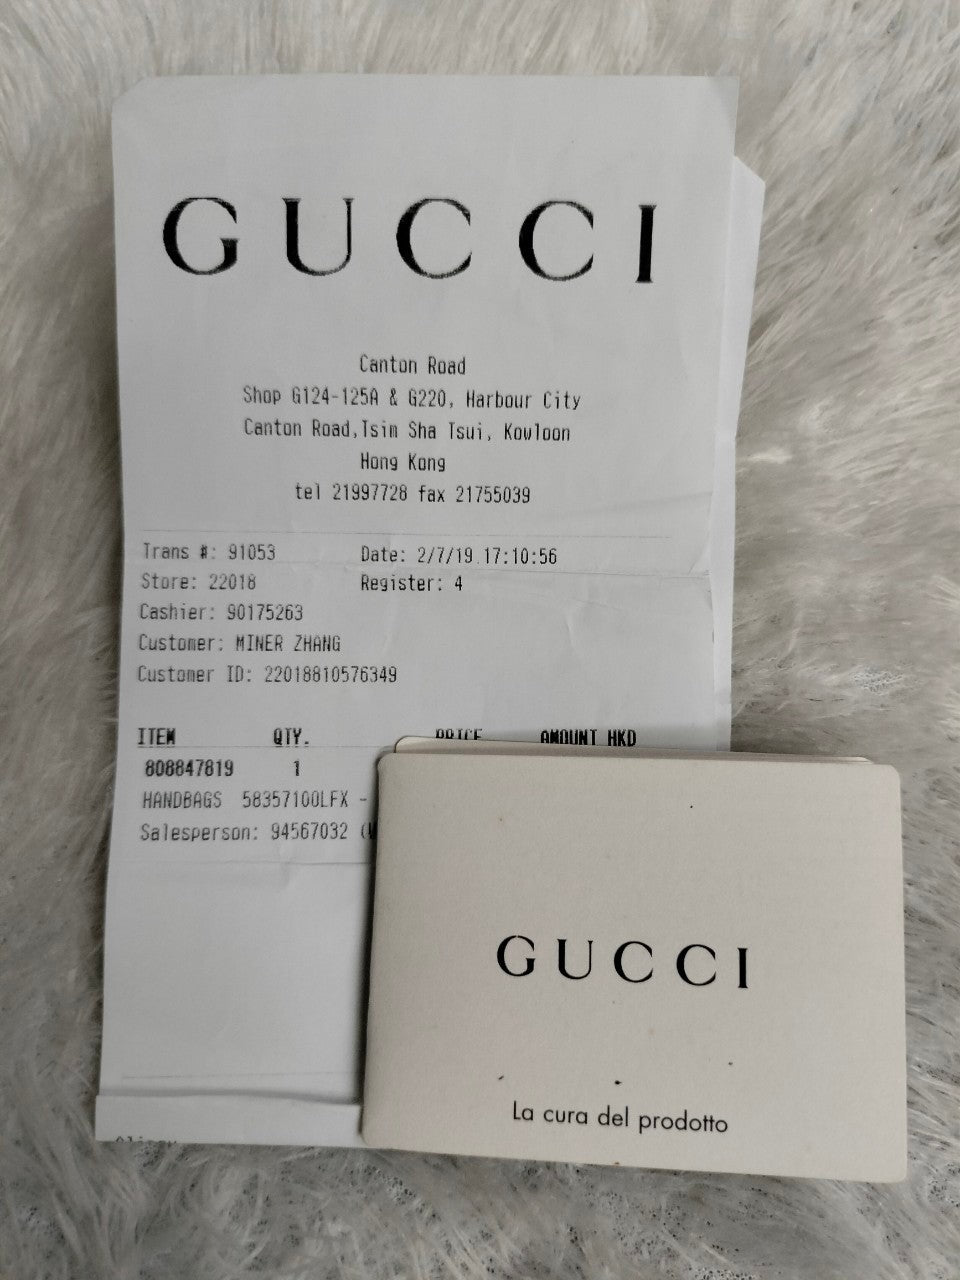 GUCCI
Canton Road
Shop G124-125A & G220, Harbour City
Canton Road,Tsim Sha Tsui, Kowloon
Hong Kong
tel 21997728 fax 21755039
Trans #: 91053 Date: 2/7/19 17:10:56
Store: 22018 Register: 4
Cashier: 90175263
Customer: MINER ZHANG
Customer ID: 22018810576349
ITEM QTY. PRICE AMOUNT HKD
808847819 1
HANDBAGS 58357100LFX -
Salesperson: 94567032
GUCCI
La cura del prodotto